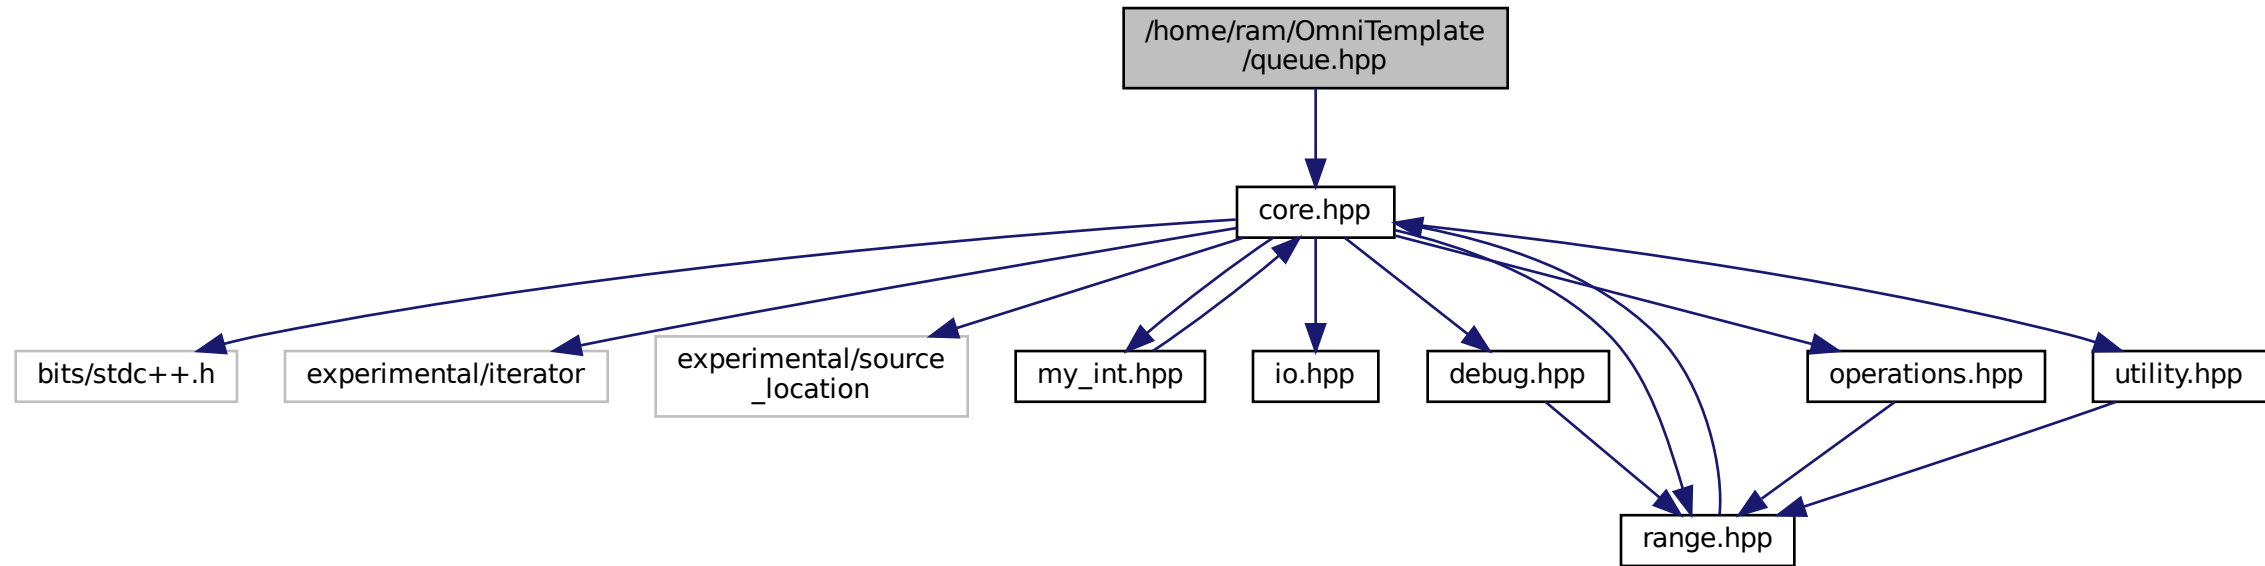 /home/ram/OmniTemplate
/queue.hpp
core.hpp
bits/stdc++.h
experimental/iterator
experimental/source
_location
my_int.hpp
io.hpp
debug.hpp
operations.hpp
utility.hpp
range.hpp